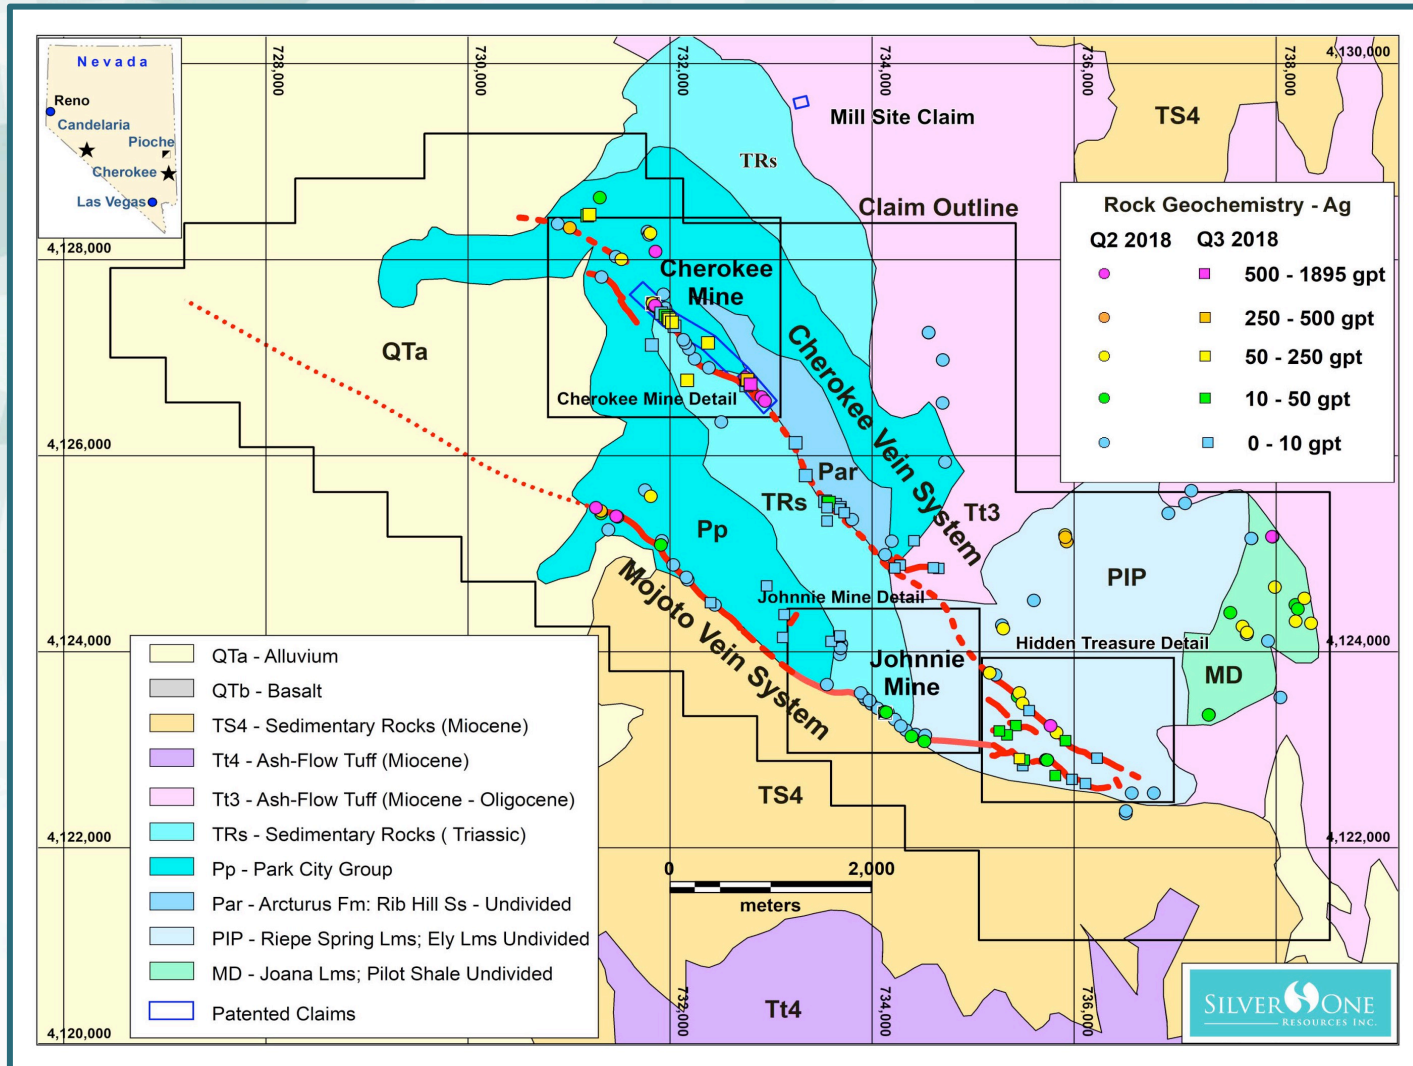 Nevada
Reno
Candelaria
Pioche
Cherokee
Las Vegas
728,000
730,000
732,000
734,000
736,000
738,000
4,130,000
TS4
Mill Site Claim
TRs
Claim Outline
Rock Geochemistry - Ag
Q2 2018 Q3 2018
500 - 1895 gpt
250 - 500 gpt
50 - 250 gpt
10 - 50 gpt
0 - 10 gpt
4,128,000
Cherokee
Mine
QTa
Cherokee Vein System
Cherokee Mine Detail
4,126,000
Par
TRs
Tt3
Pp
PIP
Mojoto Vein System
Johnnie Mine Detail
4,124,000
4,124,000
Hidden Treasure Detail
Johnnie
Mine
MD
QTa - Alluvium
QTb - Basalt
TS4 - Sedimentary Rocks (Miocene)
Tt4 - Ash-Flow Tuff (Miocene)
Tt3 - Ash-Flow Tuff (Miocene - Oligocene)
TRs - Sedimentary Rocks ( Triassic)
Pp - Park City Group
Par - Arcturus Fm: Rib Hill Ss - Undivided
PIP - Riepe Spring Lms; Ely Lms Undivided
MD - Joana Lms; Pilot Shale Undivided
Patented Claims
TS4
4,122,000
4,122,000
0 2,000
meters
Tt4
732,000
734,000
736,000
4,120,000
SILVER ONE
RESOURCES INC.